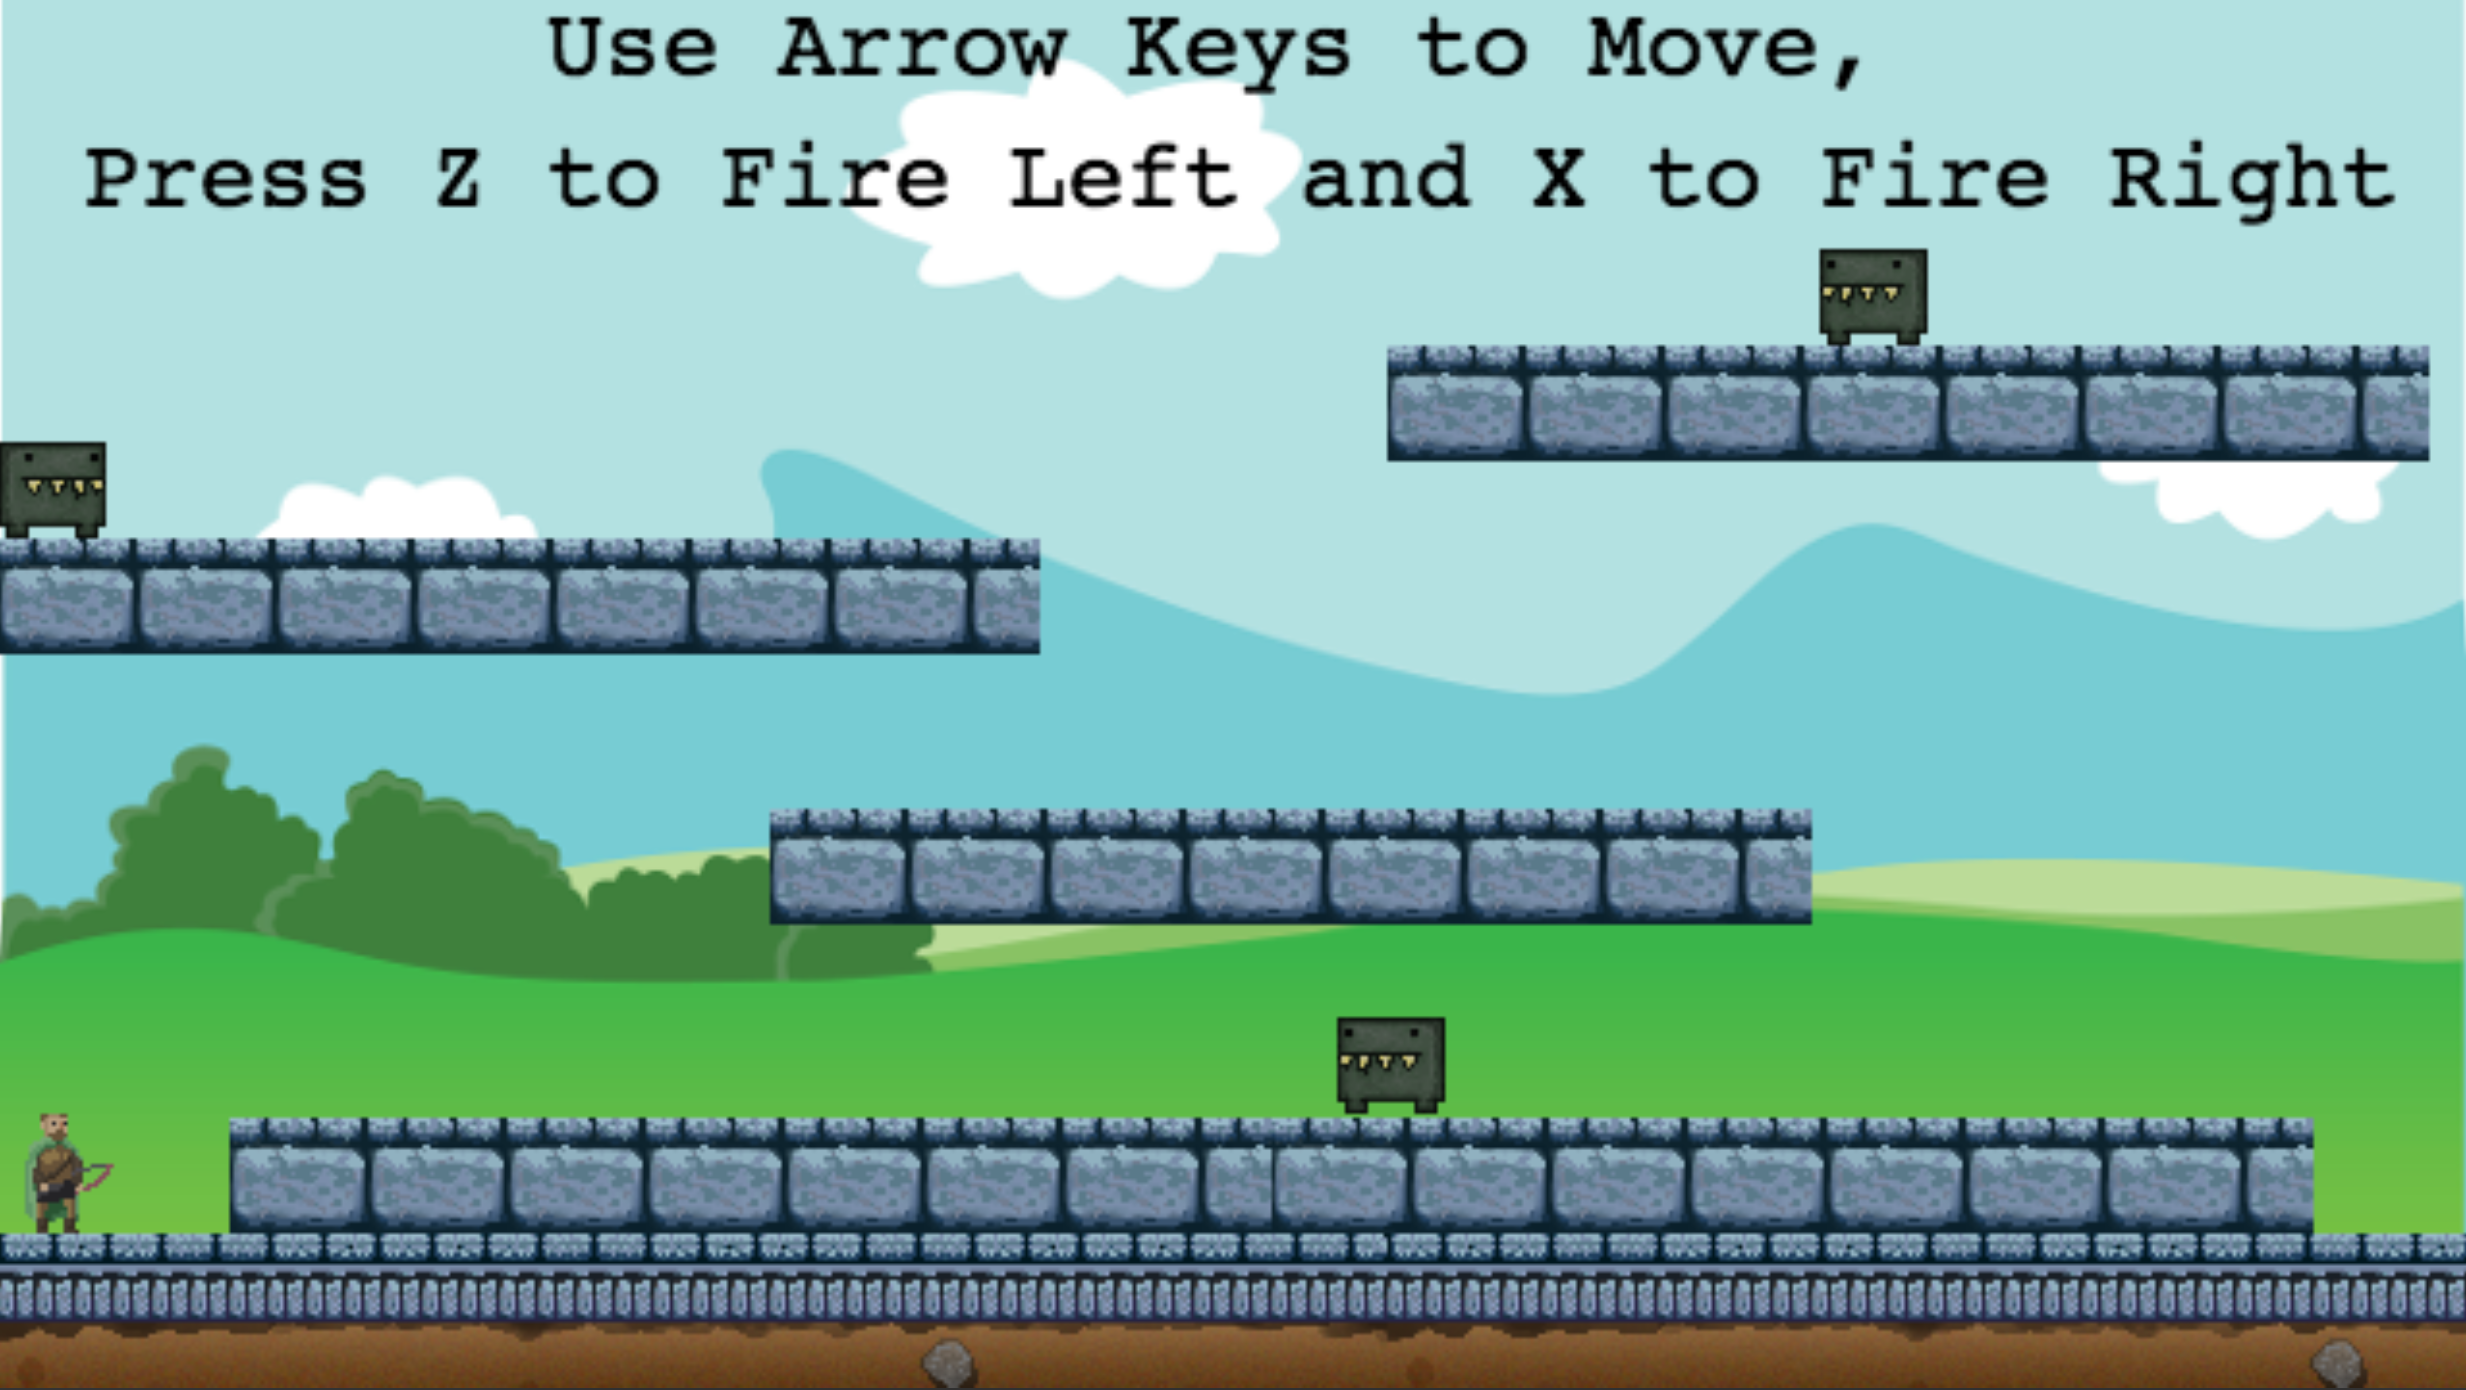 Use Arrow Keys to Move,
Press Z to Fire Left and X to Fire Right